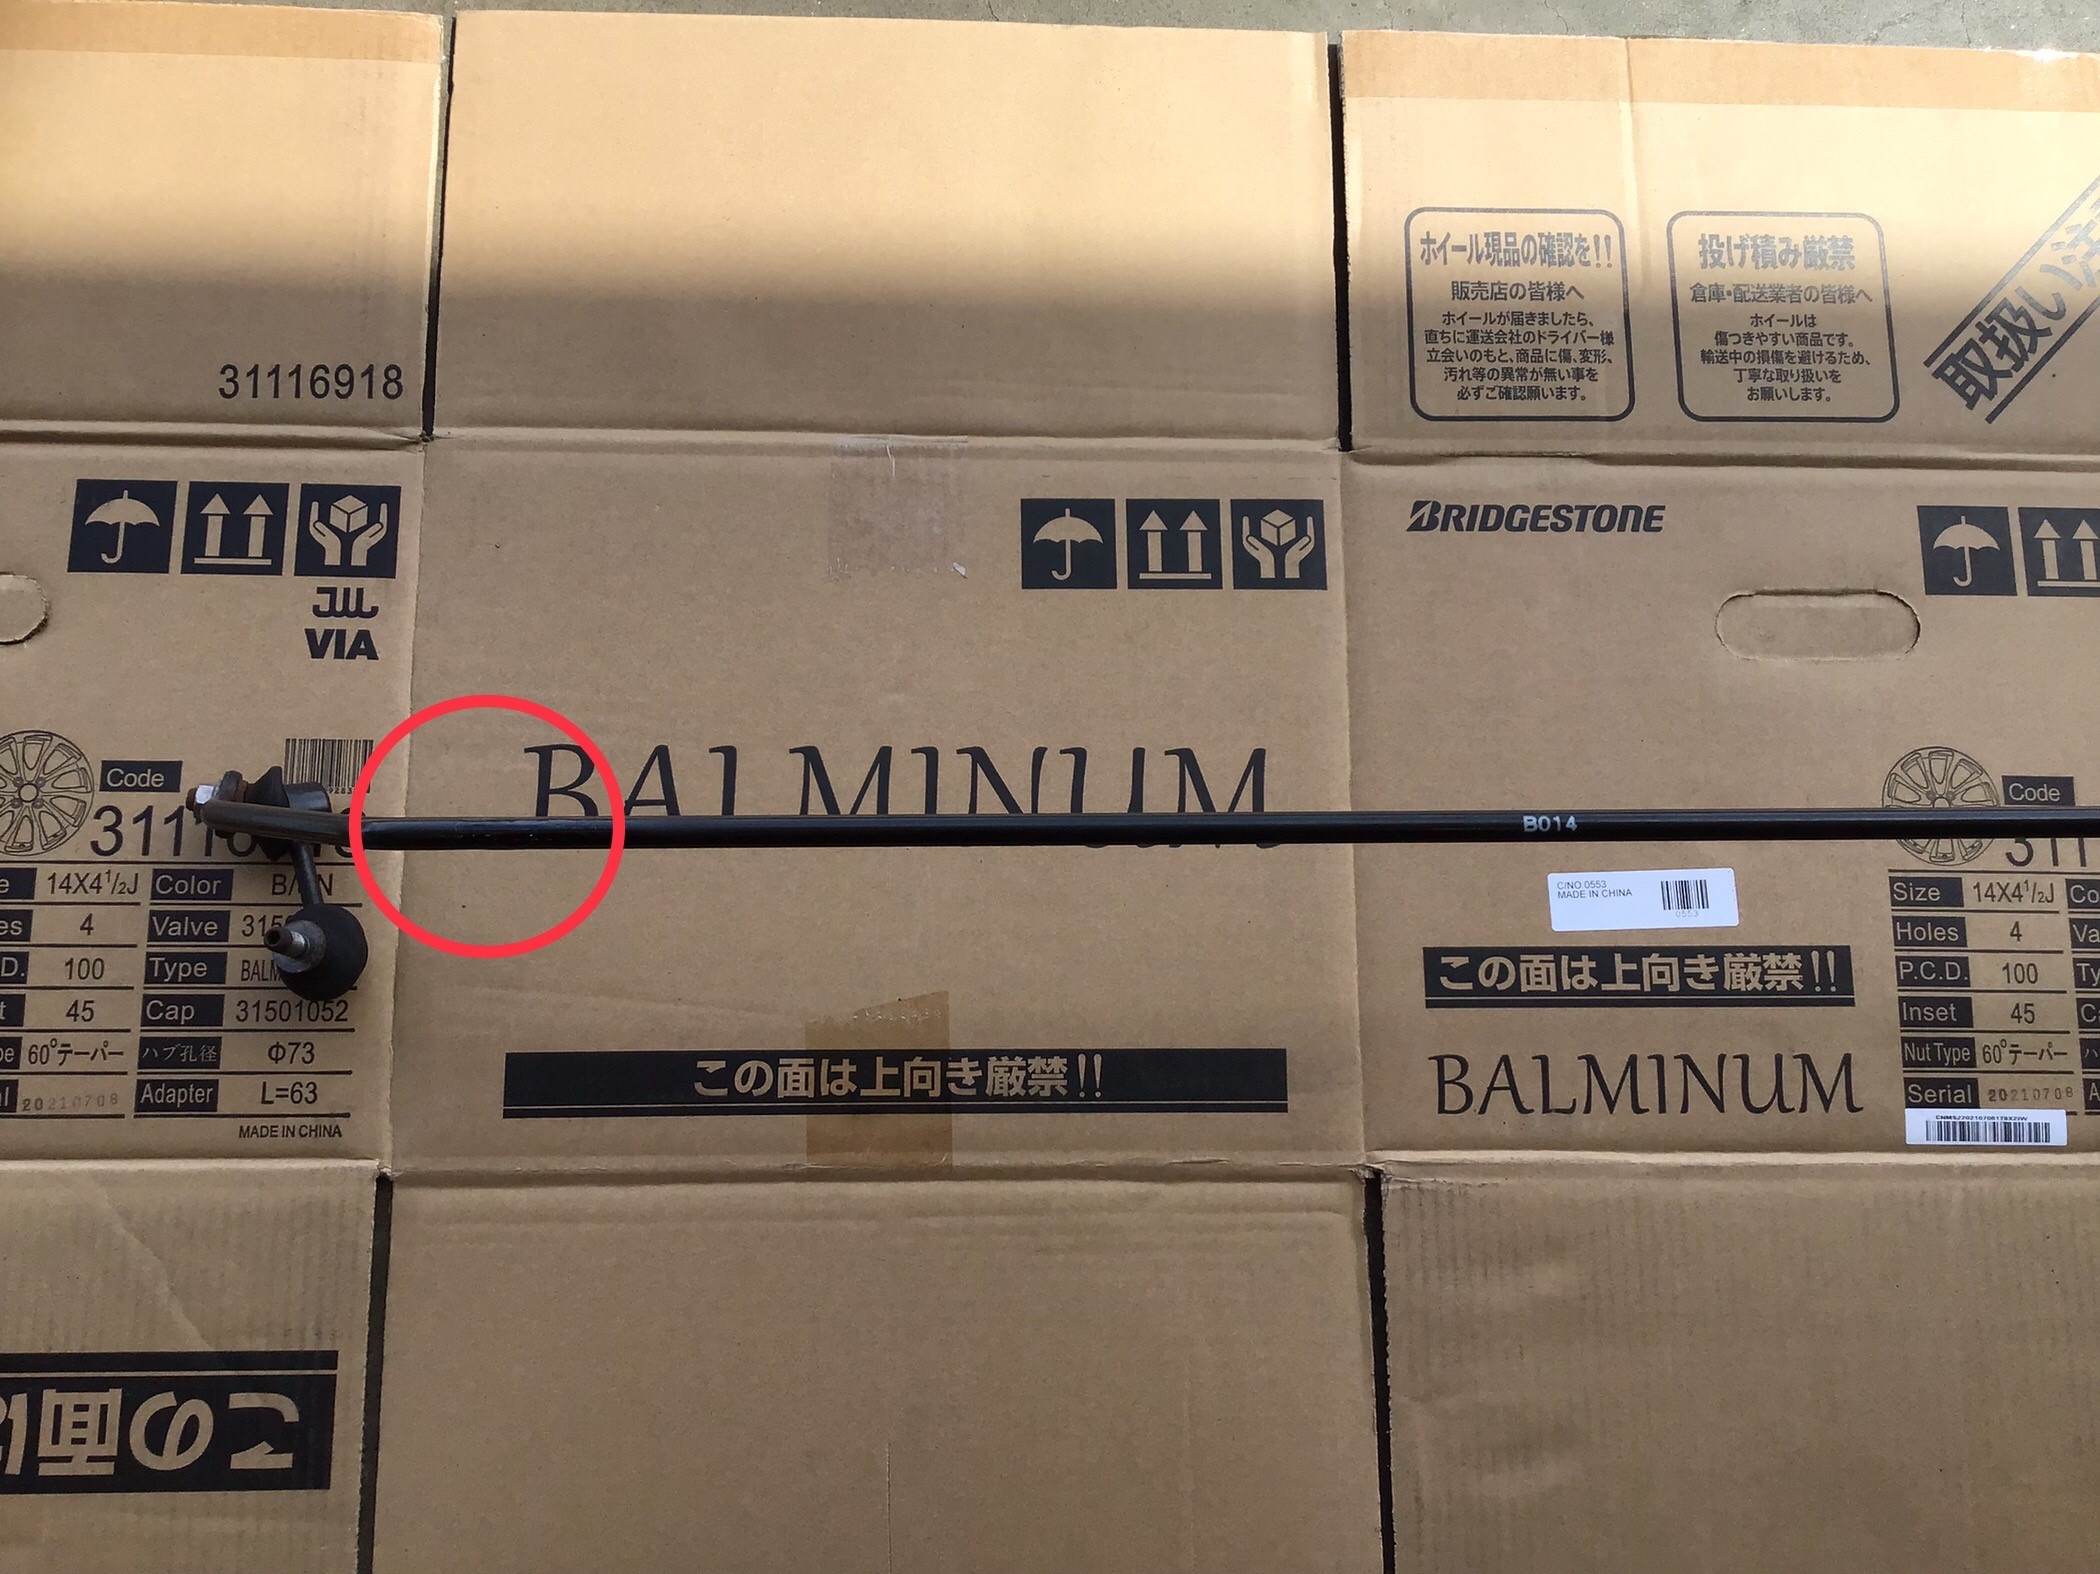 31116918
ホイール現品の確認を!!
販売店の皆様へ
ホイールが届きましたら、
直ちに運送会社のドライバー様
立会いのもと、商品に傷、変形、
汚れ等の異常が無い事を
必ずご確認願います。
投げ積み厳禁
倉庫・配送業者の皆様へ
ホイールは
傷つきやすい商品です。
輸送中の損傷を避けるため、
丁寧な取り扱いを
お願いします。
取扱い
JWL
VIA
Code
14X4½J
Color
4
Valve
100
Type
45
Cap 31501052
60°テーパー
ハブ孔径 Φ73
20210708
Adapter L=63
MADE IN CHINA
BALMINUM
この面は上向き厳禁!!
BRIDGESTONE
B014
C/NO.0553
MADE IN CHINA
0553
この面は上向き厳禁!!
BALMINUM
Code
311
Size 14X4½J
Holes 4
P.C.D. 100
Inset 45
Nut Type 60°テーパー
Serial 20210708
この面